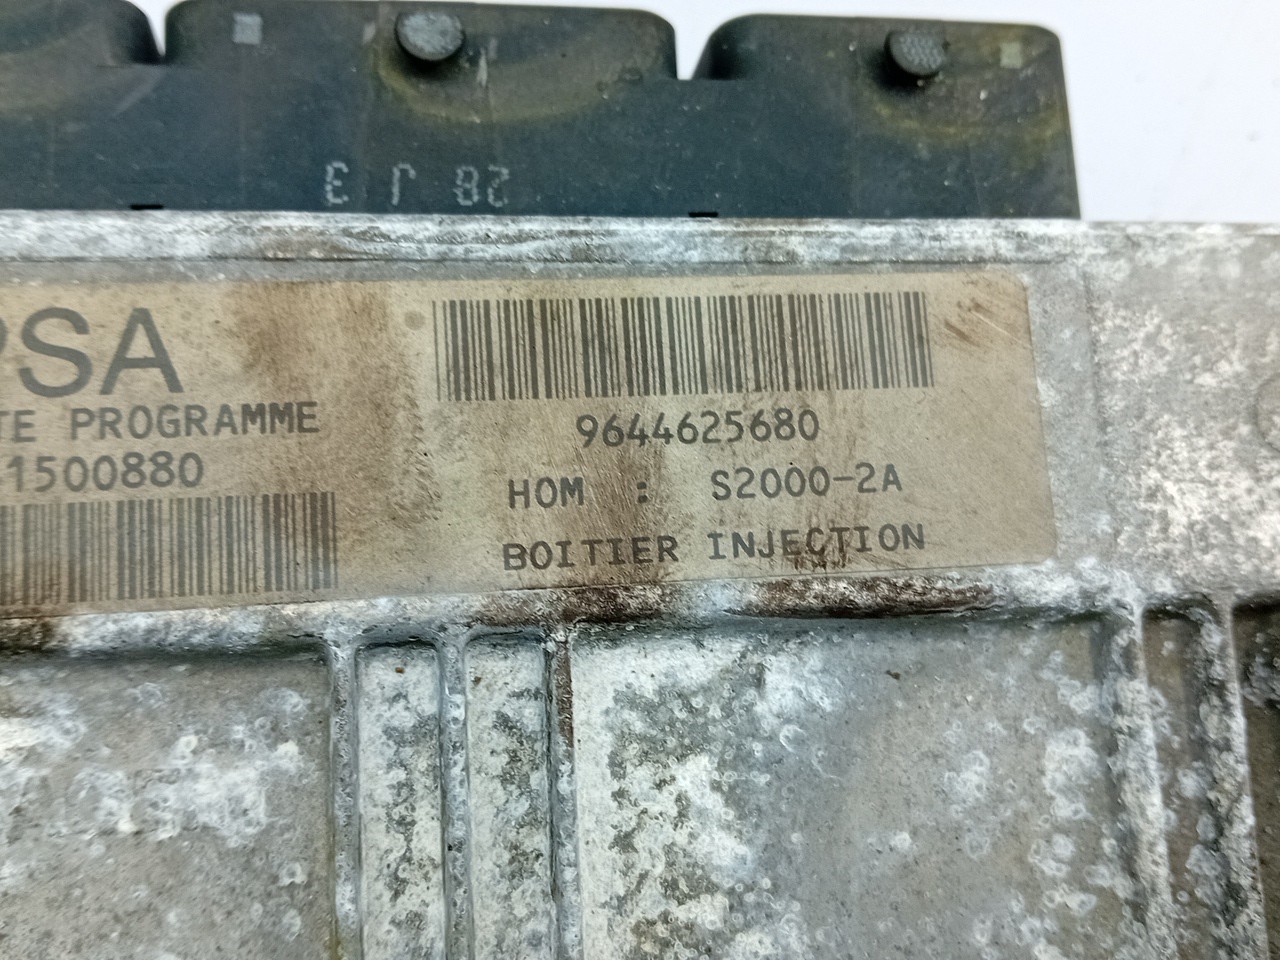 28 J 3
PSA
TE PROGRAMME
1500880
9644625680
HOM : S2000-2A
BOITIER INJECTION